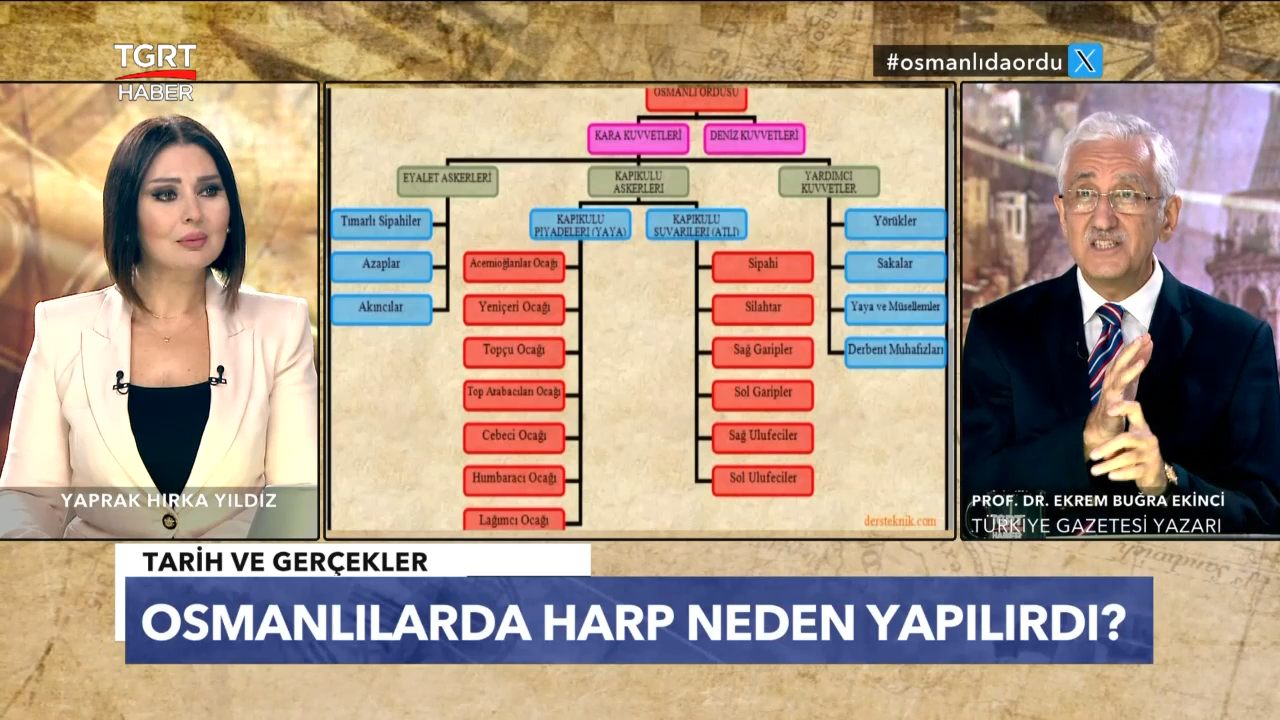 TGRT
HABER
#osmanlıdaordu X
OSMANLI ORDUSU
KARA KUVVETLERİ
DENİZ KUVVETLERİ
EYALET ASKERLERİ
KAPIKULU
ASKERLERİ
YARDIMCI
KUVVETLER
Tımarlı Sipahiler
Azaplar
Akıncılar
KAPIKULU
PİYADELERİ (YAYA)
KAPIKULU
SUVARİLERİ (ATLI)
Acemioğlanlar Ocağı
Yeniçeri Ocağı
Topçu Ocağı
Top Arabacıları Ocağı
Cebeci Ocağı
Humbaracı Ocağı
Lağımcı Ocağı
Sipahi
Silahtar
Sağ Garipler
Sol Garipler
Sağ Ulufeciler
Sol Ulufeciler
Yörükler
Sakalar
Yaya ve Müsellemler
Derbent Muhafızları
dersteknik.com
YAPRAK HIRKA YILDIZ
PROF. DR. EKREM BUĞRA EKİNCİ
TÜRKİYE GAZETESİ YAZARI
TARİH VE GERÇEKLER
OSMANLILARDA HARP NEDEN YAPILIRDI?